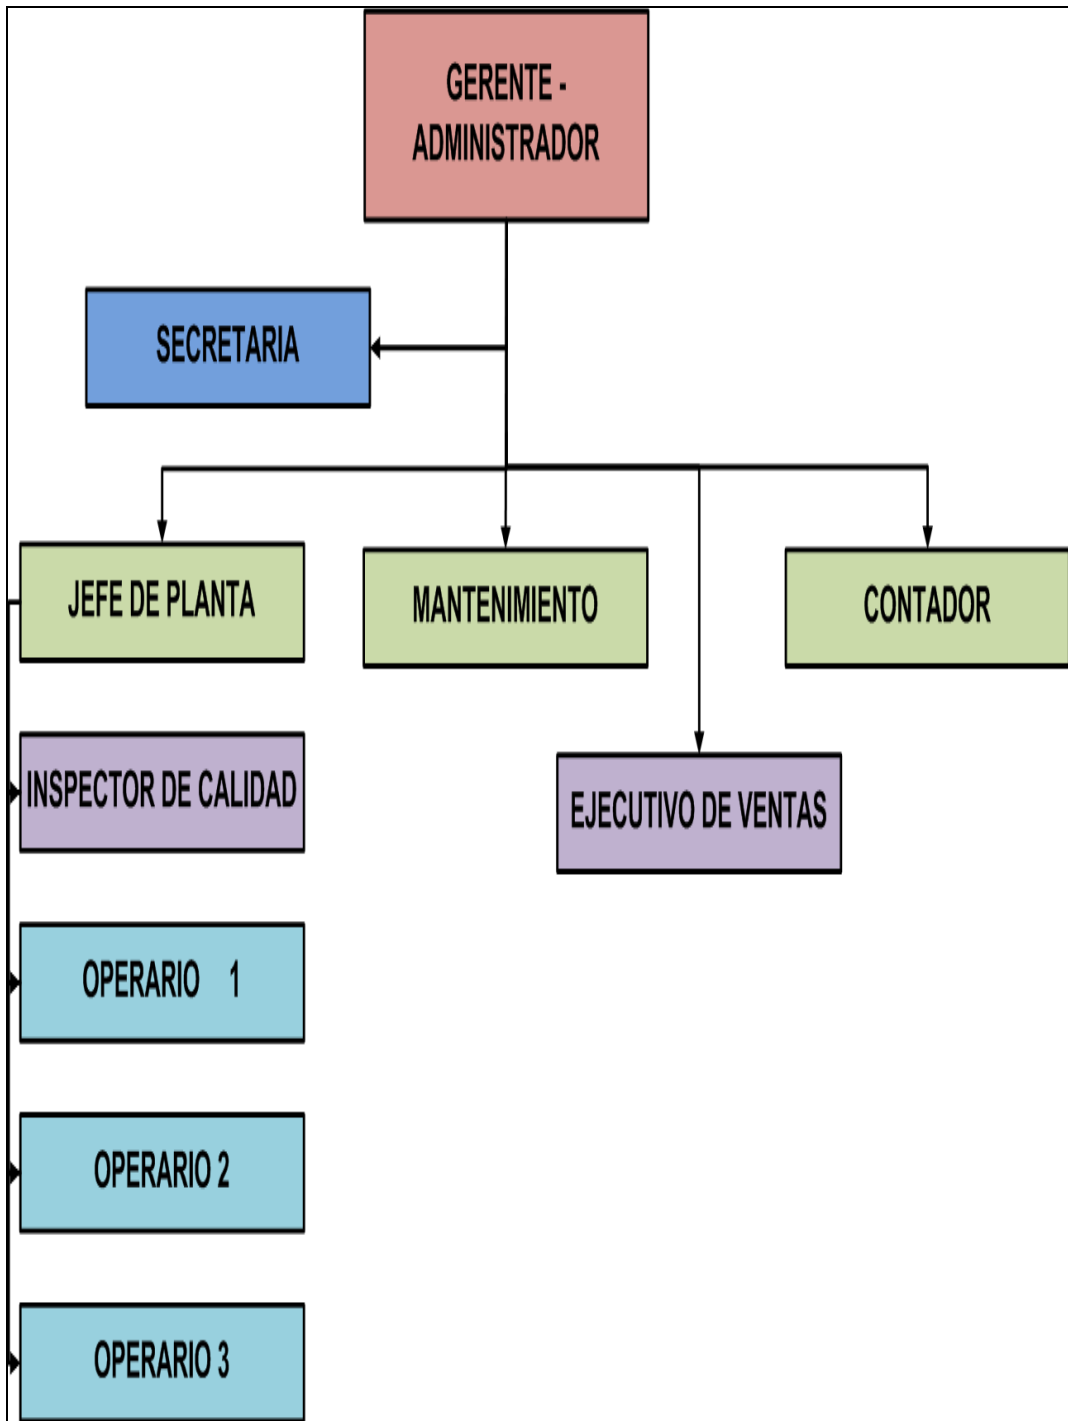 GERENTE -
ADMINISTRADOR
SECRETARIA
JEFE DE PLANTA
MANTENIMIENTO
CONTADOR
INSPECTOR DE CALIDAD
EJECUTIVO DE VENTAS
OPERARIO 1
OPERARIO 2
OPERARIO 3